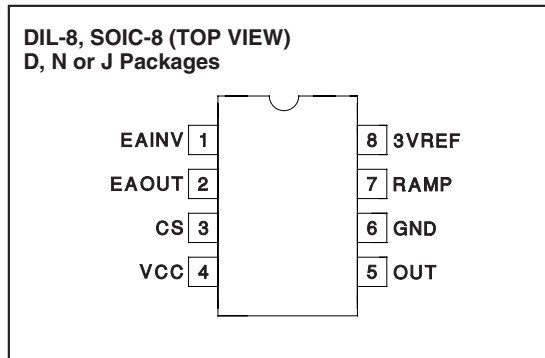 DIL-8, SOIC-8 (TOP VIEW)
D, N or J Packages
EAINV 1 8 3VREF
EAOUT 2 7 RAMP
CS 3 6 GND
VCC 4 5 OUT